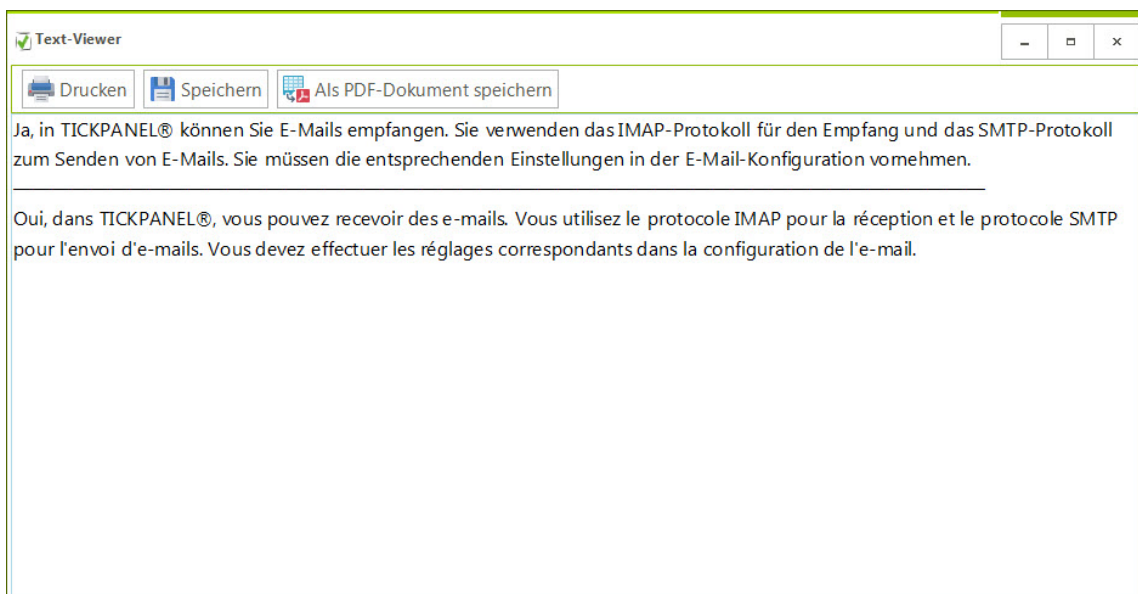 Text-Viewer
Drucken Speichern Als PDF-Dokument speichern
Ja, in TICKPANEL® können Sie E-Mails empfangen. Sie verwenden das IMAP-Protokoll für den Empfang und das SMTP-Protokoll
zum Senden von E-Mails. Sie müssen die entsprechenden Einstellungen in der E-Mail-Konfiguration vornehmen.
Oui, dans TICKPANEL®, vous pouvez recevoir des e-mails. Vous utilisez le protocole IMAP pour la réception et le protocole SMTP
pour l'envoi d'e-mails. Vous devez effectuer les réglages correspondants dans la configuration de l'e-mail.